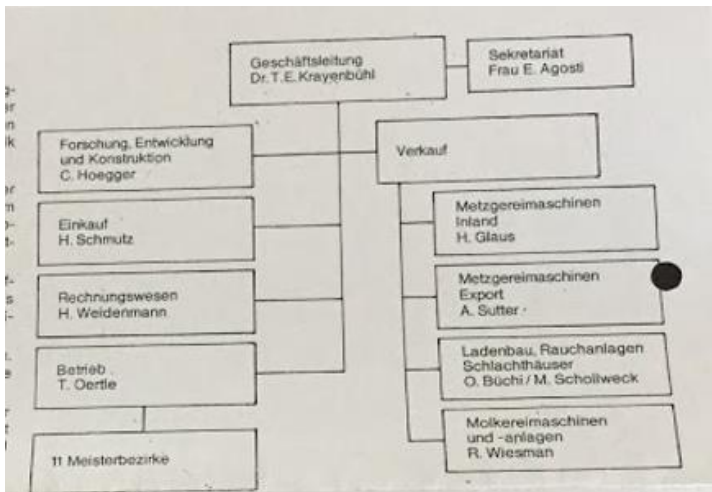 Geschäftsleitung
Dr. T. E. Krayenbühl
Sekretariat
Frau E. Agosti
Forschung, Entwicklung
und Konstruktion
C. Hoegger
Verkauf
Einkauf
H. Schmutz
Metzgereimaschinen
Inland
H. Glaus
Rechnungswesen
H. Weidenmann
Metzgereimaschinen
Export
A. Sutter
Betrieb
T. Oertle
Ladenbau, Rauchanlagen
Schlachthäuser
O. Büchi / M. Schollweck
11 Meisterbezirke
Molkereimaschinen
und -anlagen
R. Wiesman